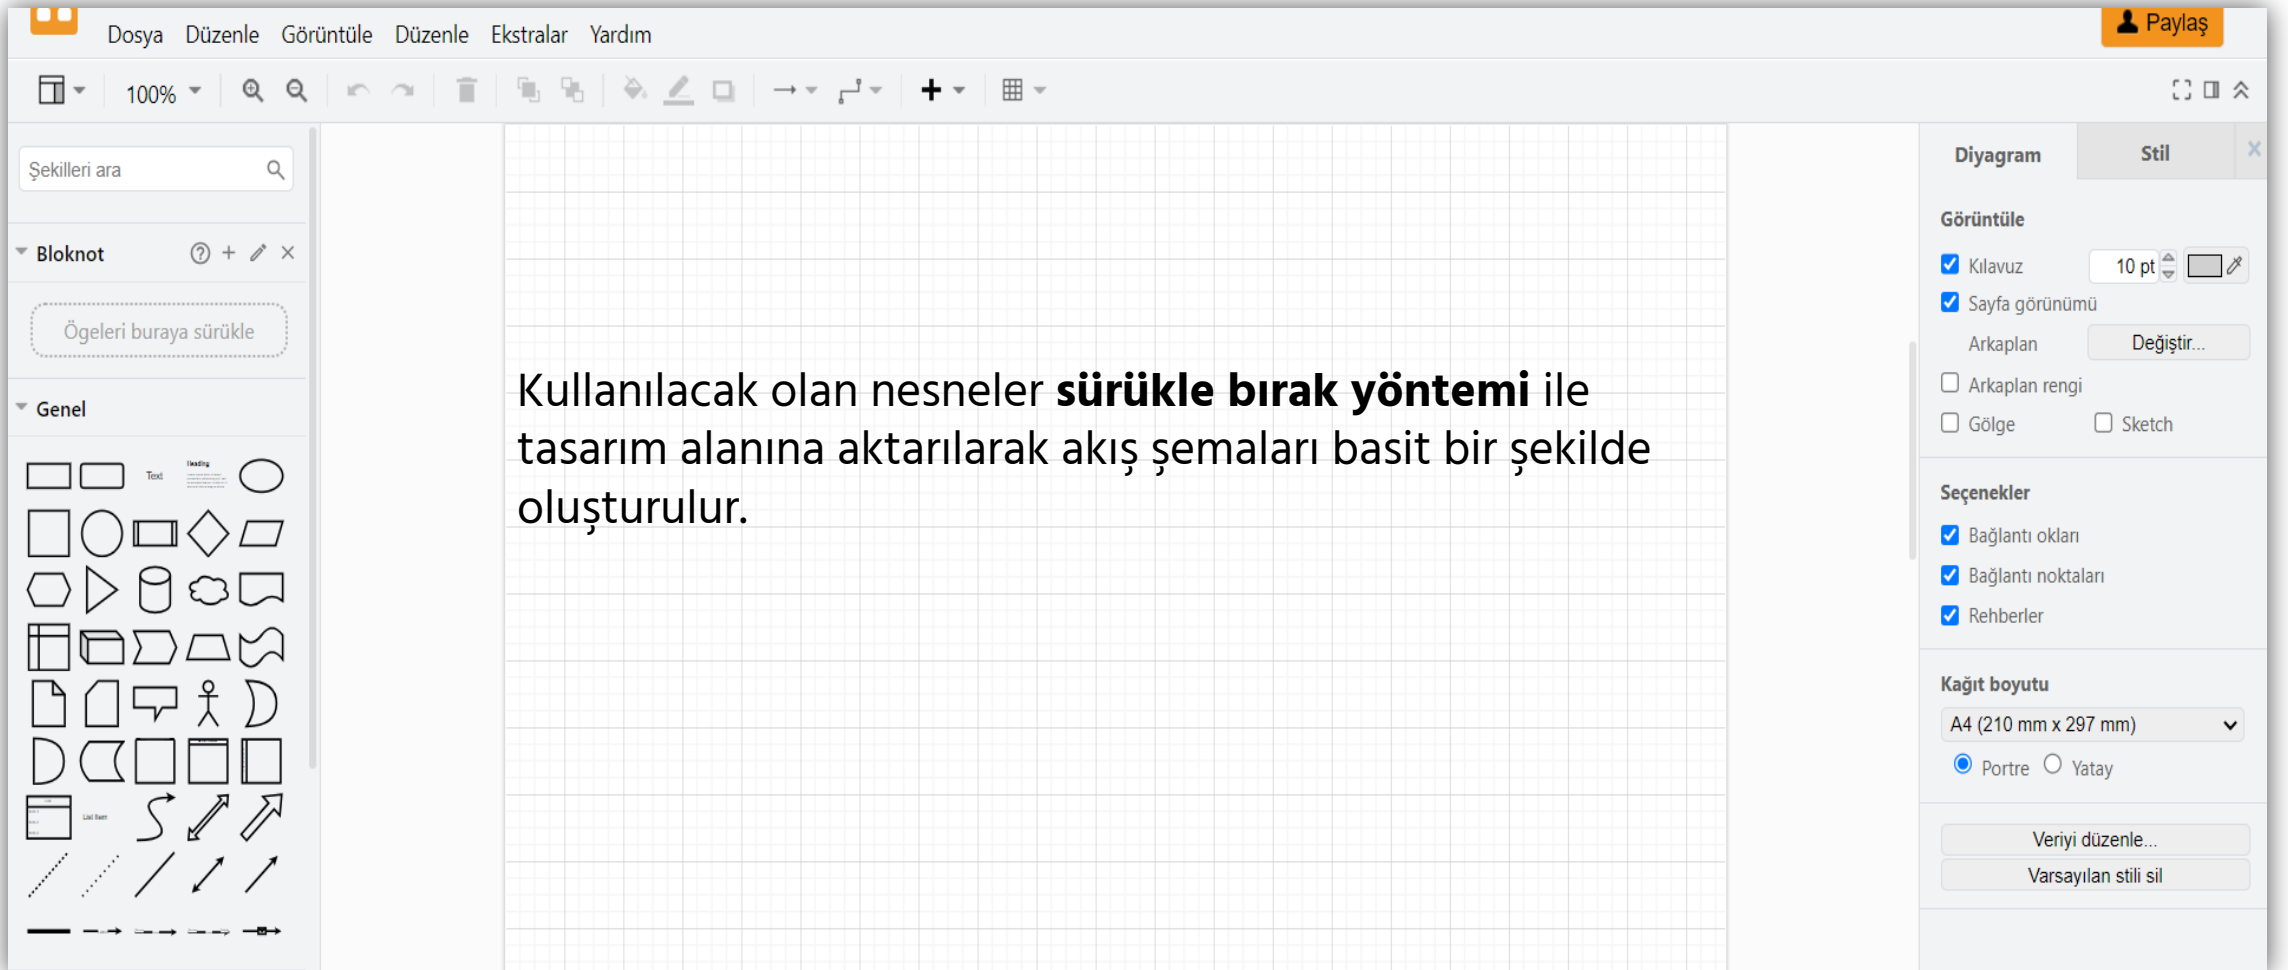 Dosya Düzenle Görüntüle Düzenle Ekstralar Yardım
Paylaş
100%
Şekilleri ara
Bloknot
Ögeleri buraya sürükle
Genel
Text
Heading
List Item
Kullanılacak olan nesneler sürükle bırak yöntemi ile
tasarım alanına aktarılarak akış şemaları basit bir şekilde
oluşturulur.
Diyagram
Stil
Görüntüle
Kılavuz 10 pt
Sayfa görünümü
Arkaplan Değiştir...
Arkaplan rengi
Gölge Sketch
Seçenekler
Bağlantı okları
Bağlantı noktaları
Rehberler
Kağıt boyutu
A4 (210 mm x 297 mm)
Portre Yatay
Veriyi düzenle...
Varsayılan stili sil